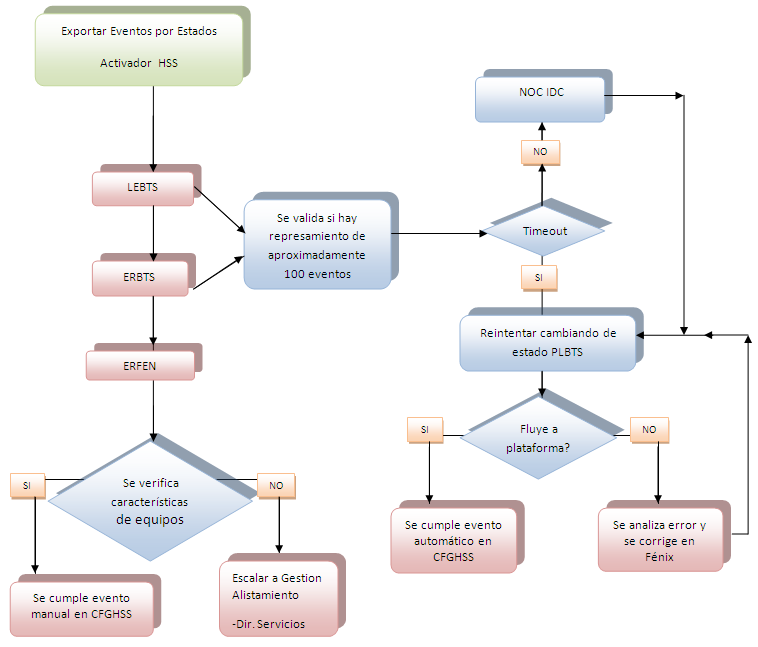 Exportar Eventos por Estados
Activador HSS
LEBTS
ERBTS
ERFEN
Se verifica
características
de equipos
SI
NO
Se cumple evento
manual en CFGHSS
Escalar a Gestion
Alistamiento
-Dir. Servicios
Se valida si hay
represamiento de
aproximadamente
100 eventos
Timeout
NO
NOC IDC
SI
Reintentar cambiando de
estado PLBTS
Fluye a
plataforma?
SI
NO
Se cumple evento
automático en
CFGHSS
Se analiza error y
se corrige en
Fénix